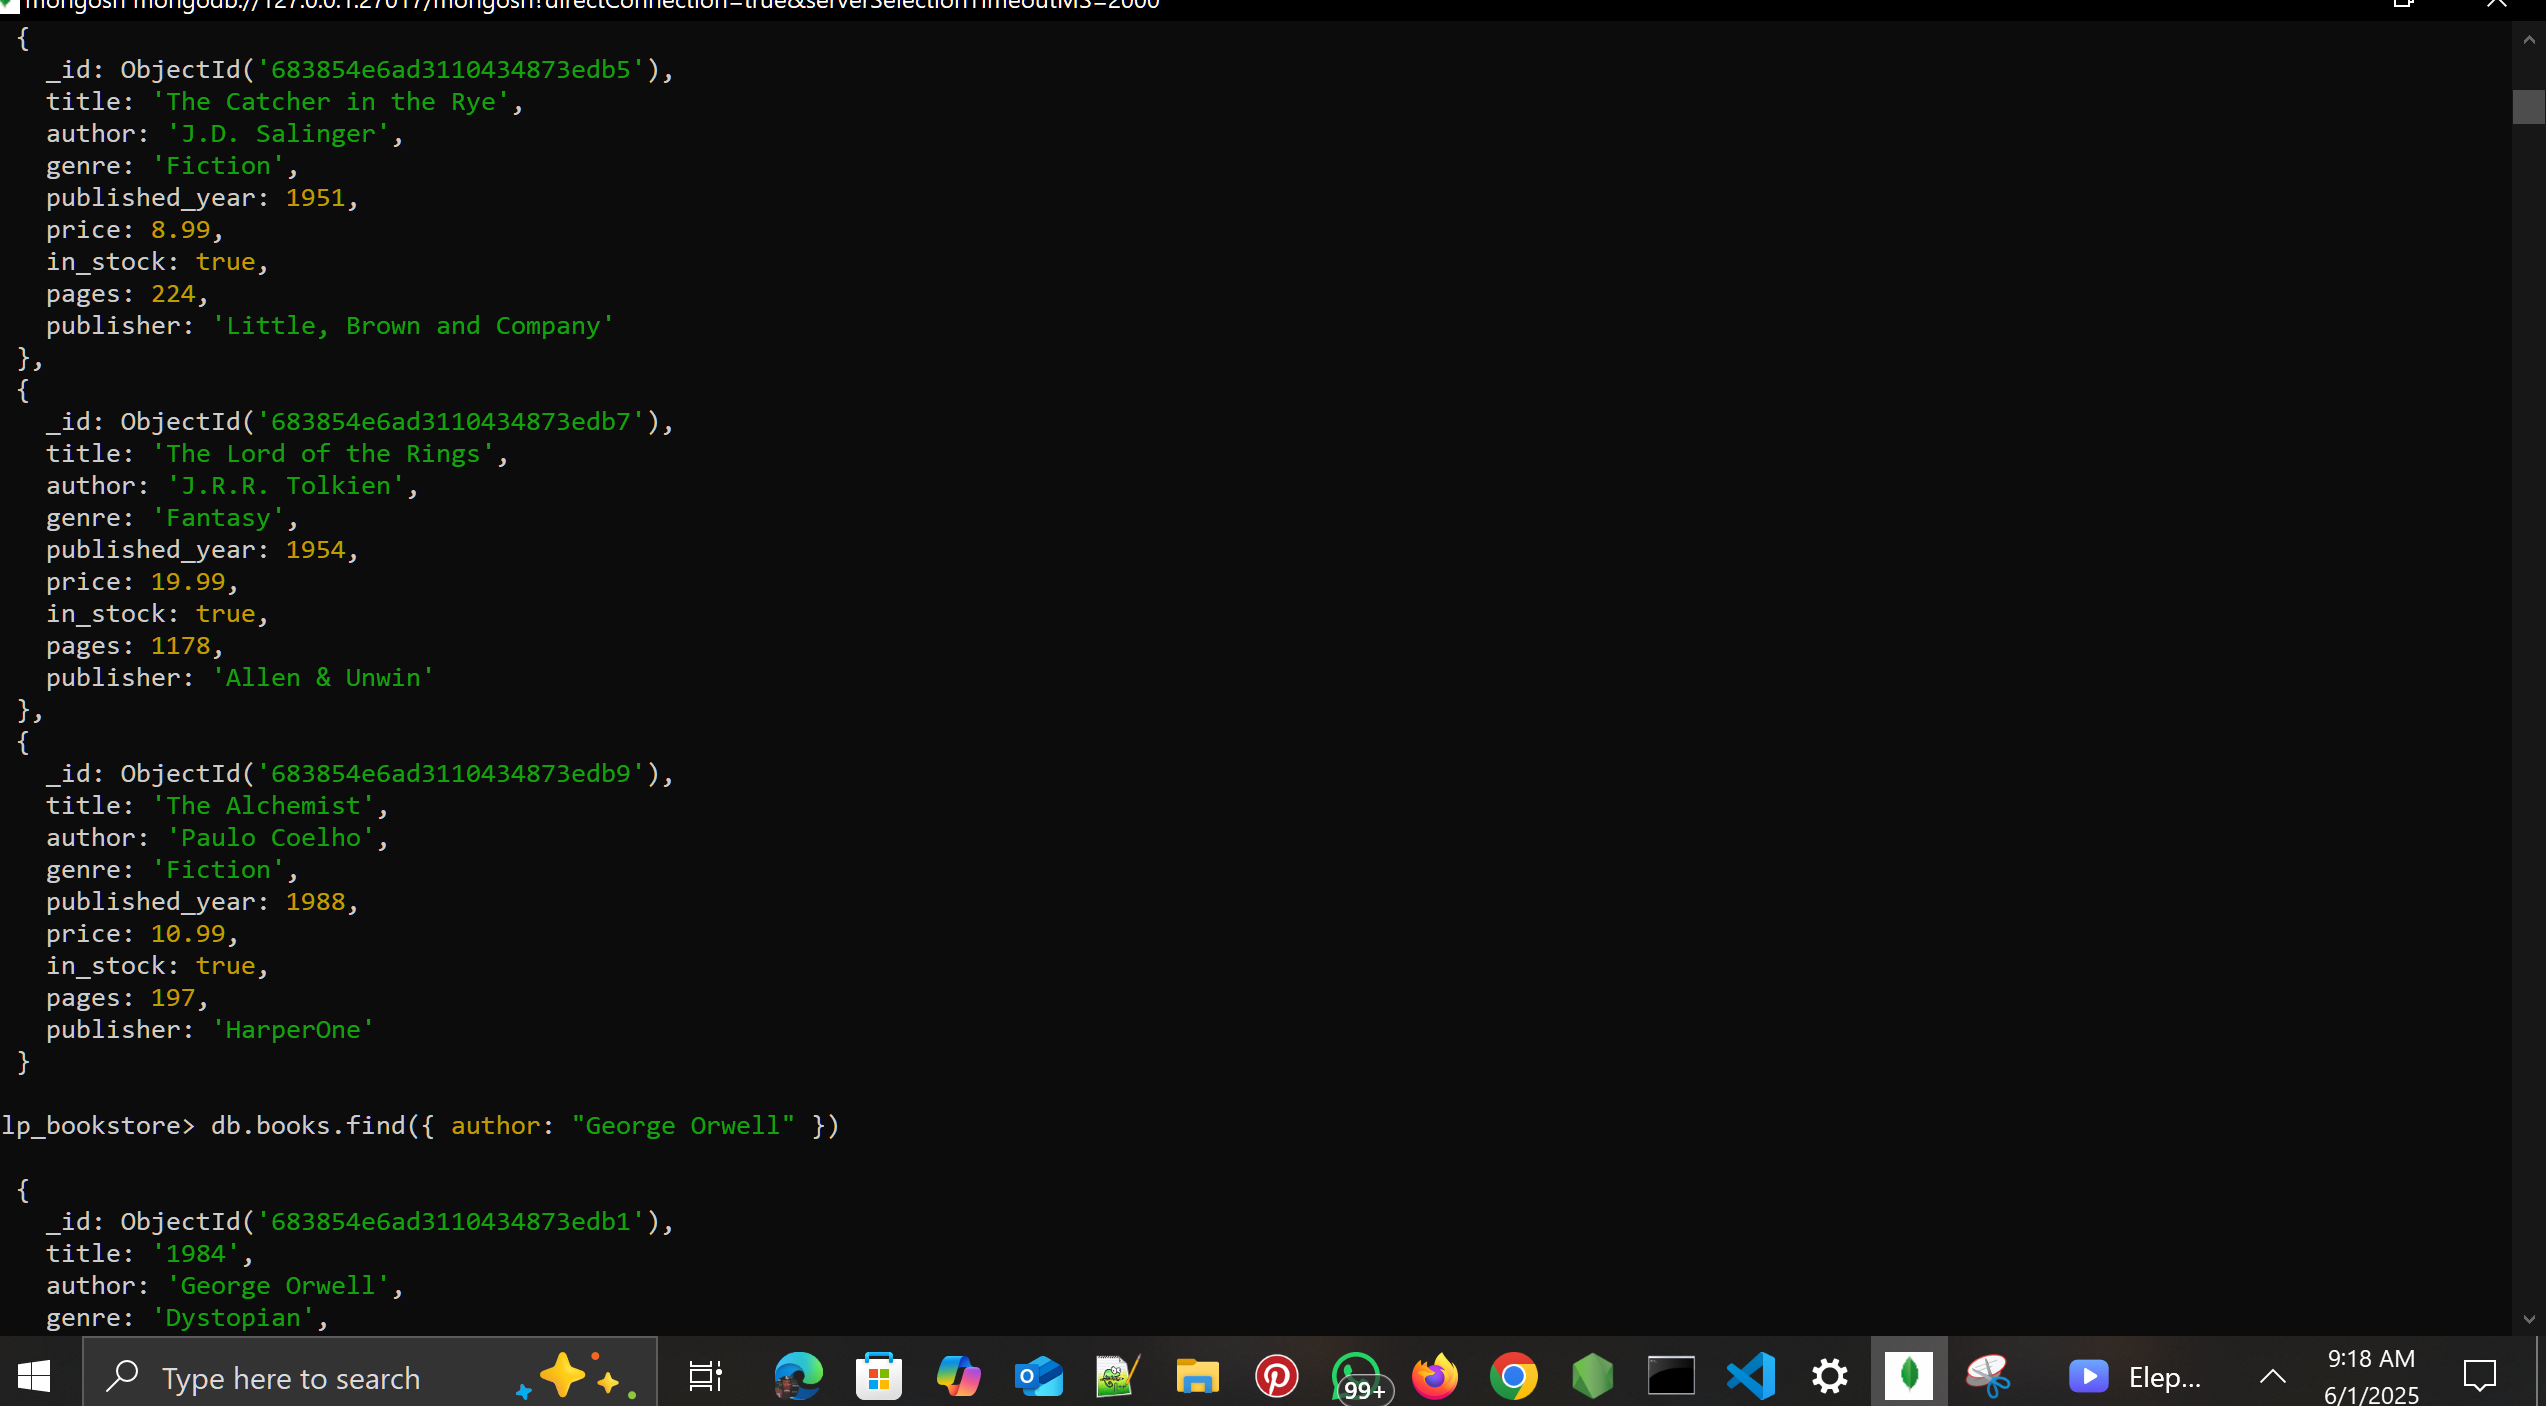 mongosh mongodb://127.0.0.1:27017/mongosh?directConnection=true&serverSelectionTimeoutMS=2000
{
_id: ObjectId('683854e6ad3110434873edb5'),
title: 'The Catcher in the Rye',
author: 'J.D. Salinger',
genre: 'Fiction',
published_year: 1951,
price: 8.99,
in_stock: true,
pages: 224,
publisher: 'Little, Brown and Company'
},
{
_id: ObjectId('683854e6ad3110434873edb7'),
title: 'The Lord of the Rings',
author: 'J.R.R. Tolkien',
genre: 'Fantasy',
published_year: 1954,
price: 19.99,
in_stock: true,
pages: 1178,
publisher: 'Allen & Unwin'
},
{
_id: ObjectId('683854e6ad3110434873edb9'),
title: 'The Alchemist',
author: 'Paulo Coelho',
genre: 'Fiction',
published_year: 1988,
price: 10.99,
in_stock: true,
pages: 197,
publisher: 'HarperOne'
}
lp_bookstore> db.books.find({ author: "George Orwell" })
{
_id: ObjectId('683854e6ad3110434873edb1'),
title: '1984',
author: 'George Orwell',
genre: 'Dystopian',
Type here to search
99+
Elep...
9:18 AM
6/1/2025